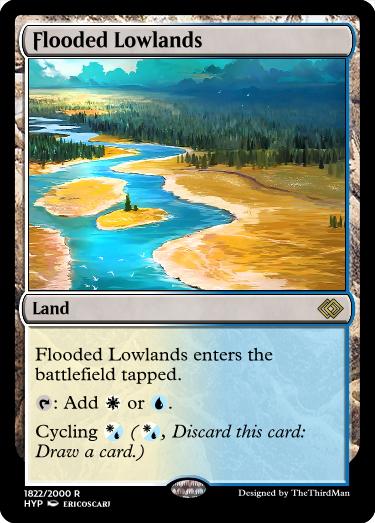 Flooded Lowlands
Land
Flooded Lowlands enters the
battlefield tapped.
: Add or .
Cycling ( , Discard this card:
Draw a card.)
1822/2000 R
HYP ERICOSCARJ
Designed by TheThirdMan